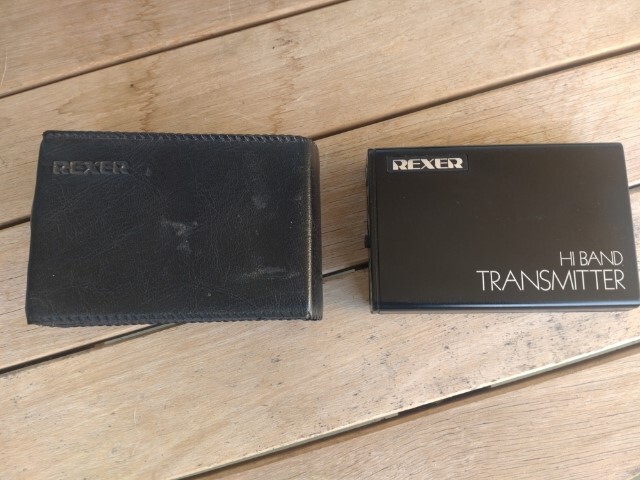 REXER
REXER
HI BAND
TRANSMITTER